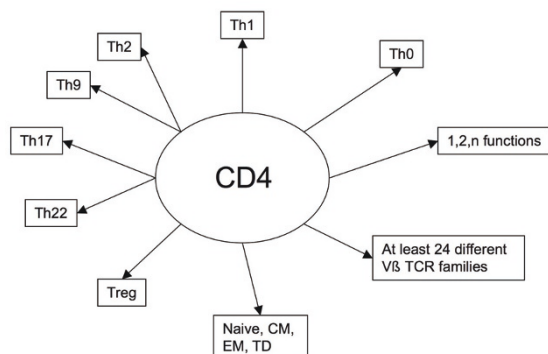 Th1
Th2
Th0
Th9
Th17
1,2,n functions
CD4
Th22
At least 24 different
Vß TCR families
Treg
Naive, CM,
EM, TD